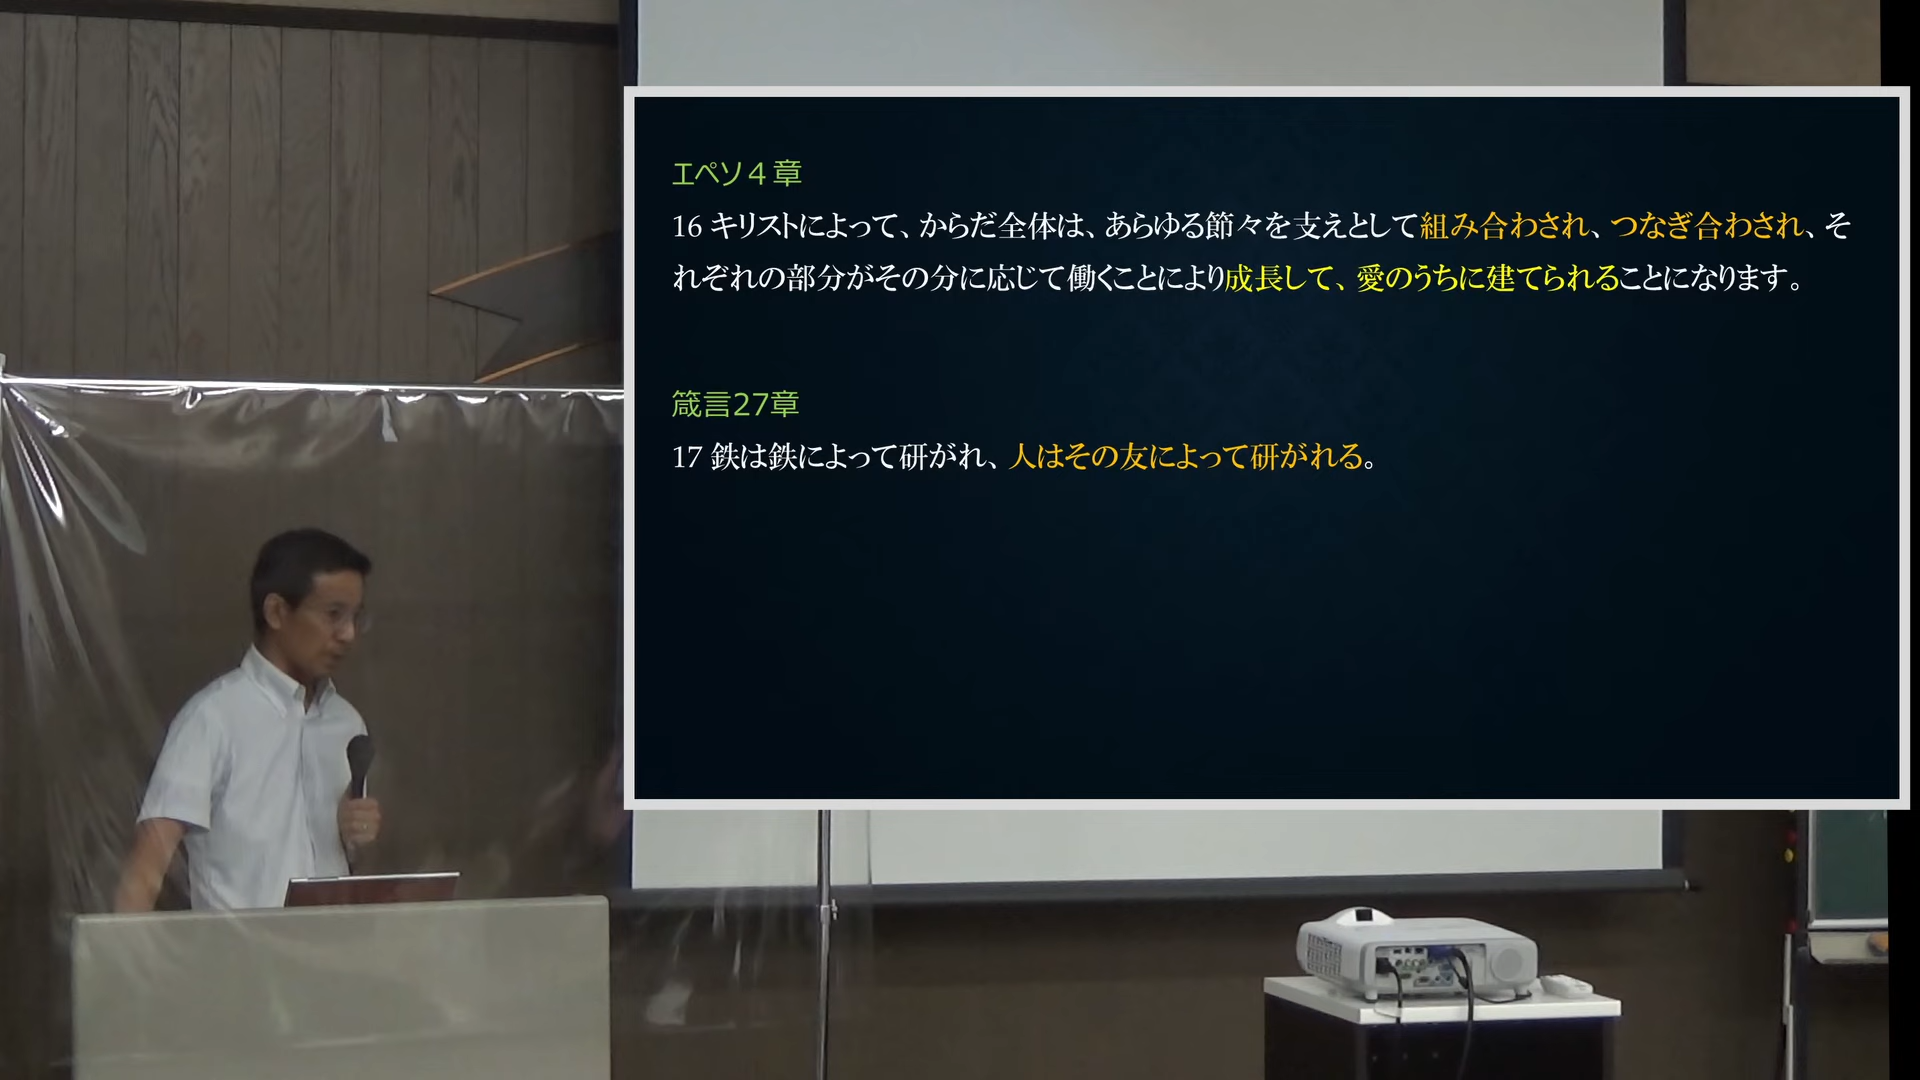 エペソ４章
16 キリストによって、からだ全体は、あらゆる節々を支えとして組み合わされ、つなぎ合わされ、そ
れぞれの部分がその分に応じて働くことにより成長して、愛のうちに建てられることになります。
箴言27章
17 鉄は鉄によって研がれ、人はその友によって研がれる。